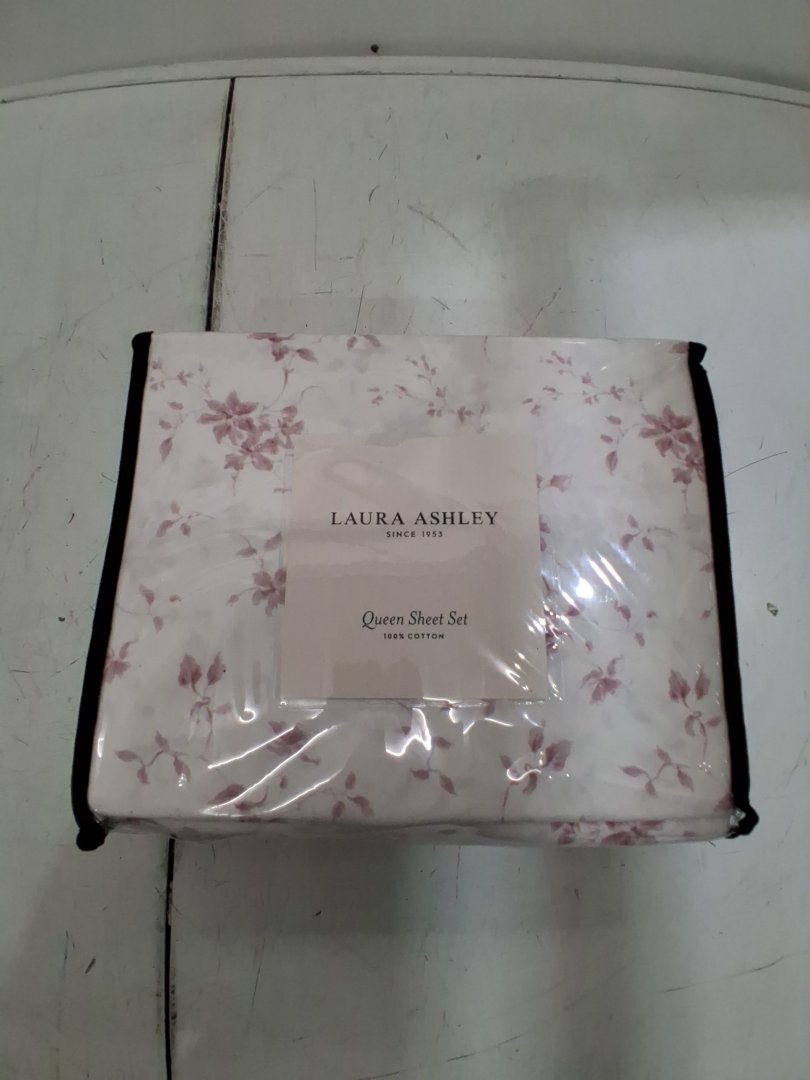 LAURA ASHLEY
SINCE 1953
Queen Sheet Set
100% COTTON